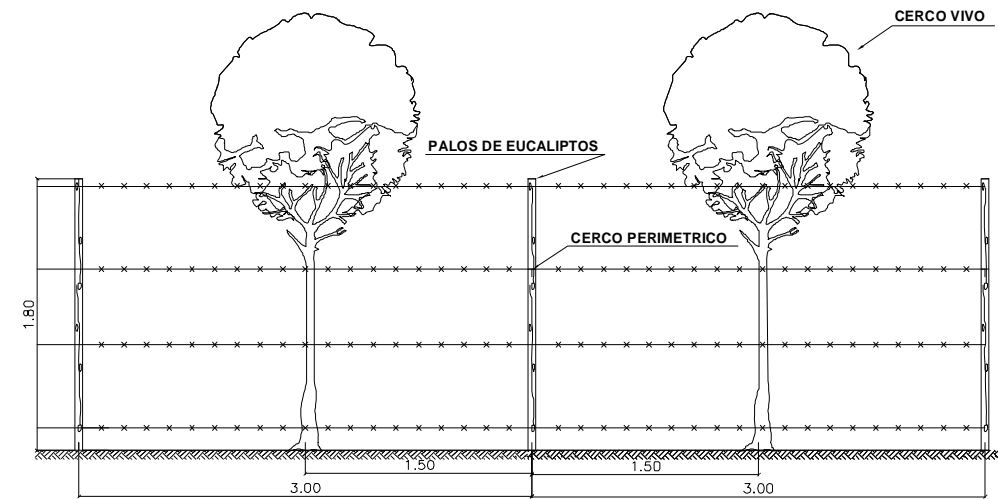 CERCO VIVO
PALOS DE EUCALIPTOS
CERCO PERIMETRICO
1.80
1.50
1.50
3.00
3.00